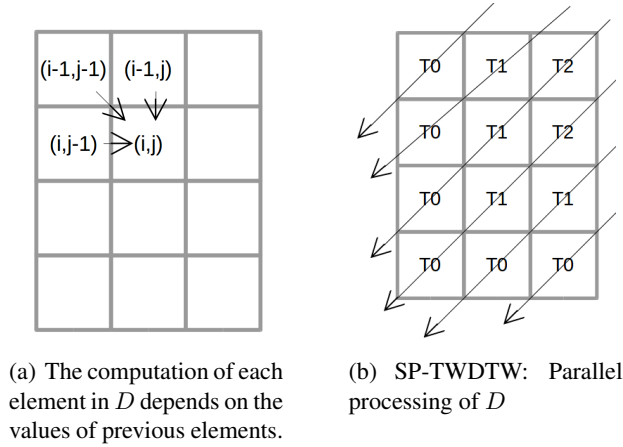 (i-1,j-1) (i-1,j)
(i,j-1) (i,j)
T0 T1 T2
T0 T1 T2
T0 T1 T1
T0 T0 T0
(a) The computation of each
element in D depends on the
values of previous elements.
(b) SP-TWDTW: Parallel
processing of D